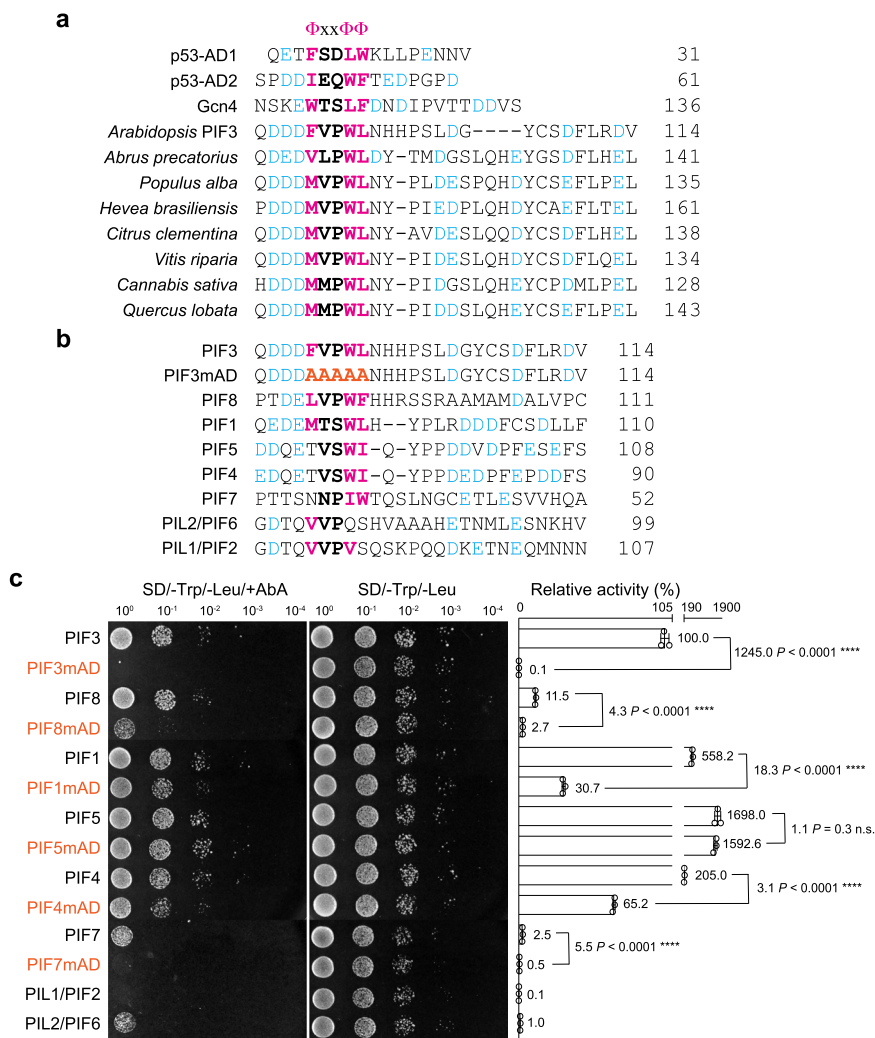 a
ΦxxΦΦ
p53-AD1 QETFSDLWKLLPENNV 31
p53-AD2 SPDDIEQWFTEDPGPD 61
Gcn4 NSKEWTSLFDNDIPVTTDDVS 136
Arabidopsis PIF3 QDDDFVPWLNHHPSLDG----YCSDFLRDV 114
Abrus precatorius QDEDVLPWLDY-TMDGSLQHEYGSDFLHEL 141
Populus alba QDDDMVPWLNY-PLDESPQHDYCSEFLPEL 135
Hevea brasiliensis PDDDMVPWLNY-PIEDPLQHDYCAEFLTEL 161
Citrus clementina QDDDMVPWLNY-AVDESLQQDYCSDFLHEL 138
Vitis riparia QDDDMVPWLNY-PIDESLQHDYCSDFLQEL 134
Cannabis sativa HDDDMMPWLNY-PIDDSLQHEYCPDMLPEL 128
Quercus lobata QDDDMMPWLNY-PIDDSLQHEYCSEFLPEL 143
b
PIF3 QDDDFVPWLNHHPSLDGYCSDFLRDV 114
PIF3mAD QDDDAAAAANHHPSLDGYCSDFLRDV 114
PIF8 PTDELVPWFHHRSSRAAMAMDALVPC 111
PIF1 QEDEMTSWLH--YPLRDDDFCSDLLF 110
PIF5 DDQETVSWI-Q-YPPDDVDPFESEFS 108
PIF4 EDQETVSWI-Q-YPPDEDPFEPDDFS 90
PIF7 PTTSNNPIWTQSLNGCETLESVVHQA 52
PIL2/PIF6 GDTQVVPQSHVAAAHETNMLESNKHV 99
PIL1/PIF2 GDTQVVPVSQSKPQQDKETNEQMNNN 107
c
SD/-Trp/-Leu/+AbA SD/-Trp/-Leu Relative activity (%)
10⁰ 10⁻¹ 10⁻² 10⁻³ 10⁻⁴ 10⁰ 10⁻¹ 10⁻² 10⁻³ 10⁻⁴ 0 105 190 1900
PIF3 100.0
1245.0 P < 0.0001 ****
PIF3mAD 0.1
PIF8 11.5
4.3 P < 0.0001 ****
PIF8mAD 2.7
PIF1 558.2
18.3 P < 0.0001 ****
PIF1mAD 30.7
PIF5 1698.0
1.1 P = 0.3 n.s.
PIF5mAD 1592.6
PIF4 205.0
3.1 P < 0.0001 ****
PIF4mAD 65.2
PIF7 2.5
5.5 P < 0.0001 ****
PIF7mAD 0.5
PIL1/PIF2 0.1
PIL2/PIF6 1.0